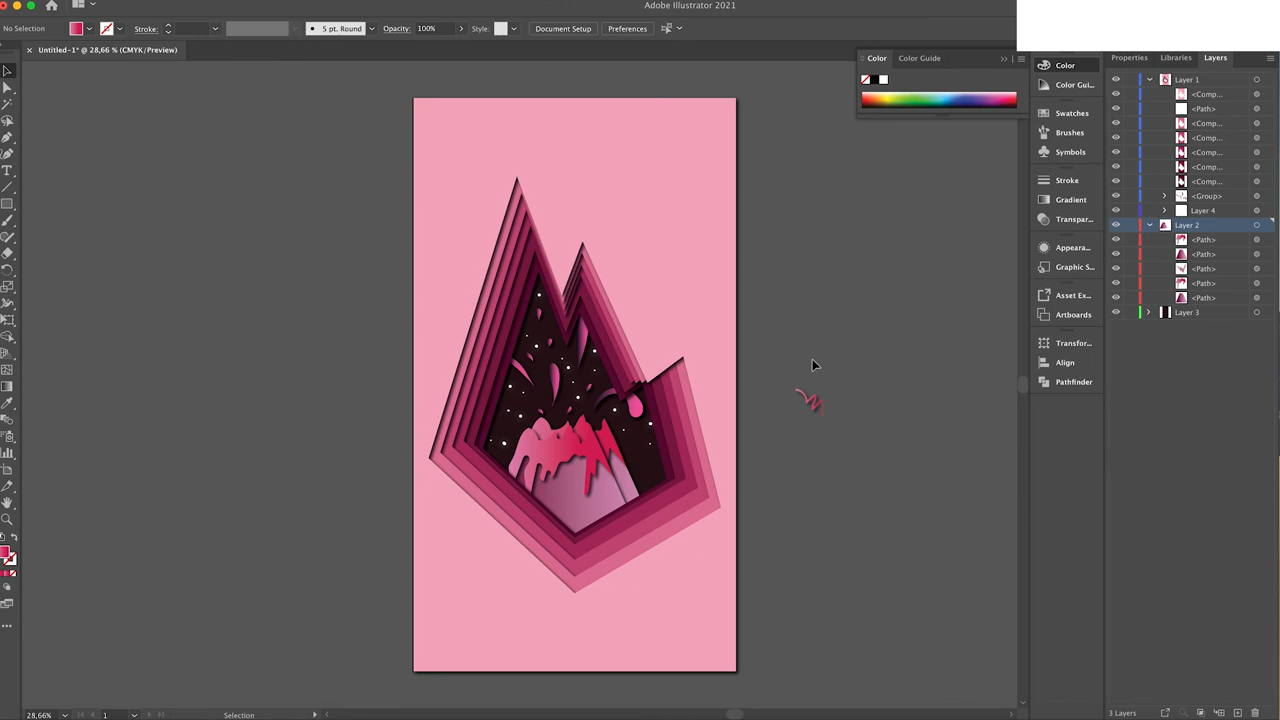 Adobe Illustrator 2021
No Selection
Stroke:
5 pt. Round
Opacity: 100%
Style:
Document Setup
Preferences
Untitled-1* @ 28,66 % (CMYK/Preview)
Color
Color Guide
Color
Color Gui...
Swatches
Brushes
Symbols
Stroke
Gradient
Transpar...
Appeara...
Graphic S...
Asset Ex...
Artboards
Transfor...
Align
Pathfinder
Properties
Libraries
Layers
Layer 1
<Comp...
<Path>
<Comp...
<Comp...
<Comp...
<Comp...
<Comp...
<Group>
Layer 4
Layer 2
<Path>
<Path>
<Path>
<Path>
<Path>
Layer 3
28,66%
1
Selection
3 Layers